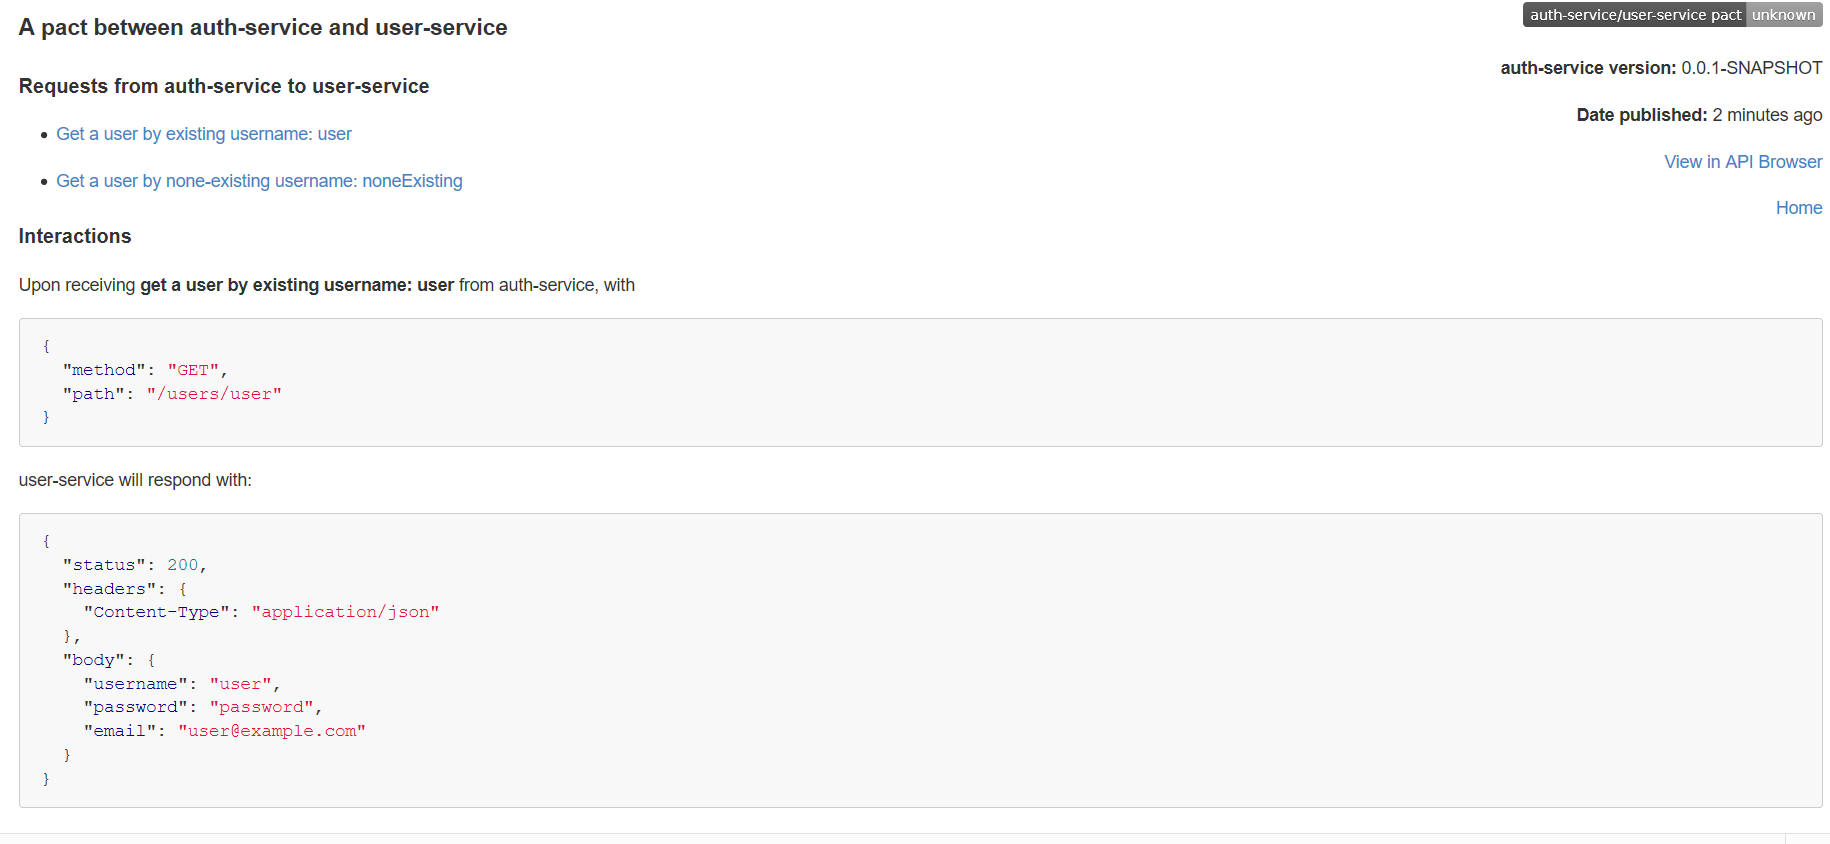 A pact between auth-service and user-service
auth-service/user-service pact unknown
auth-service version: 0.0.1-SNAPSHOT
Date published: 2 minutes ago
View in API Browser
Home
Requests from auth-service to user-service
• Get a user by existing username: user
• Get a user by none-existing username: noneExisting
Interactions
Upon receiving get a user by existing username: user from auth-service, with
{
  "method": "GET",
  "path": "/users/user"
}
user-service will respond with:
{
  "status": 200,
  "headers": {
    "Content-Type": "application/json"
  },
  "body": {
    "username": "user",
    "password": "password",
    "email": "user@example.com"
  }
}